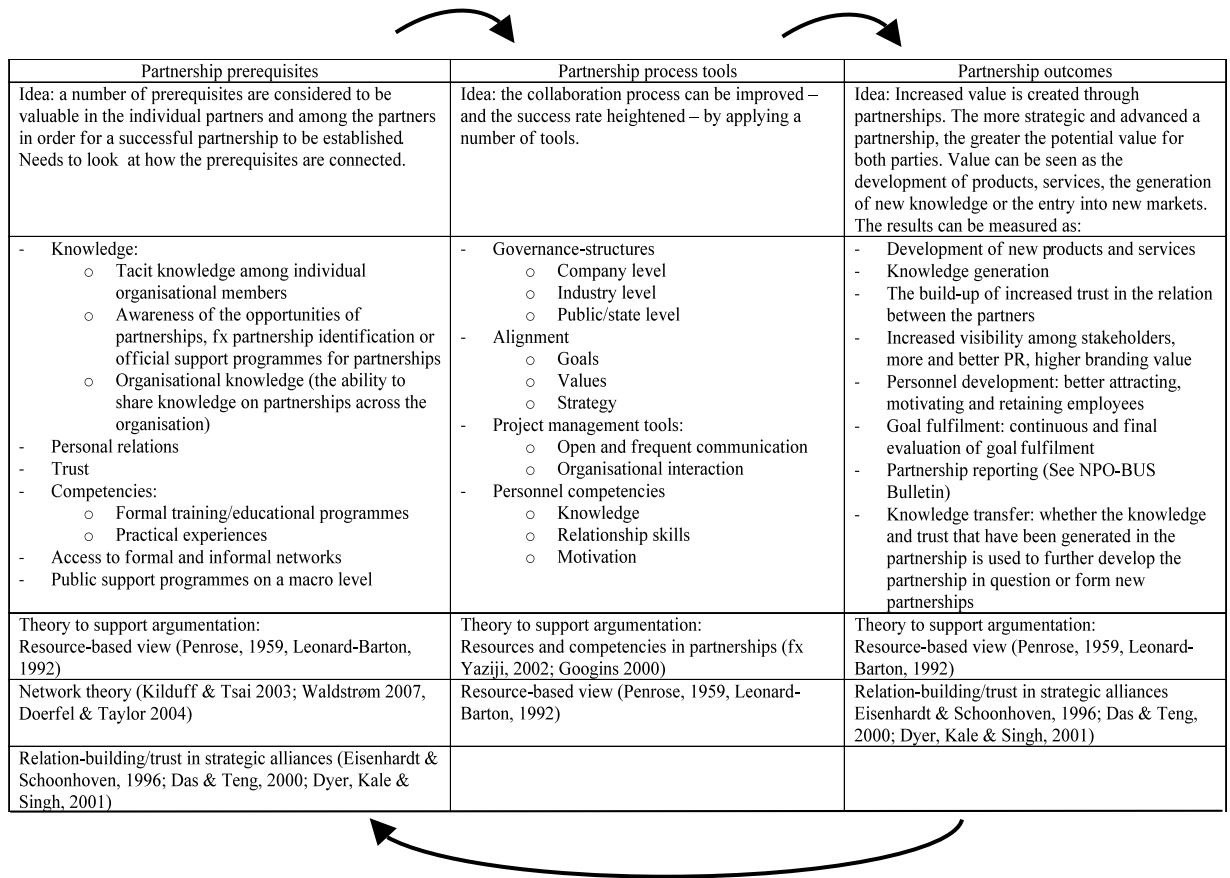 Partnership prerequisites
Idea: a number of prerequisites are considered to be
valuable in the individual partners and among the partners
in order for a successful partnership to be established.
Needs to look at how the prerequisites are connected.
- Knowledge:
o Tacit knowledge among individual
organisational members
o Awareness of the opportunities of
partnerships, fx partnership identification or
official support programmes for partnerships
o Organisational knowledge (the ability to
share knowledge on partnerships across the
organisation)
- Personal relations
- Trust
- Competencies:
o Formal training/educational programmes
o Practical experiences
- Access to formal and informal networks
- Public support programmes on a macro level
Theory to support argumentation:
Resource-based view (Penrose, 1959, Leonard-Barton,
1992)
Network theory (Kilduff & Tsai 2003; Waldstrøm 2007,
Doerfel & Taylor 2004)
Relation-building/trust in strategic alliances (Eisenhardt &
Schoonhoven, 1996; Das & Teng, 2000; Dyer, Kale &
Singh, 2001)
Partnership process tools
Idea: the collaboration process can be improved –
and the success rate heightened – by applying a
number of tools.
- Governance-structures
o Company level
o Industry level
o Public/state level
- Alignment
o Goals
o Values
o Strategy
- Project management tools:
o Open and frequent communication
o Organisational interaction
- Personnel competencies
o Knowledge
o Relationship skills
o Motivation
Theory to support argumentation:
Resources and competencies in partnerships (fx
Yaziji, 2002; Googins 2000)
Resource-based view (Penrose, 1959, Leonard-
Barton, 1992)
Partnership outcomes
Idea: Increased value is created through
partnerships. The more strategic and advanced a
partnership, the greater the potential value for
both parties. Value can be seen as the
development of products, services, the generation
of new knowledge or the entry into new markets.
The results can be measured as:
- Development of new products and services
- Knowledge generation
- The build-up of increased trust in the relation
between the partners
- Increased visibility among stakeholders,
more and better PR, higher branding value
- Personnel development: better attracting,
motivating and retaining employees
- Goal fulfilment: continuous and final
evaluation of goal fulfilment
- Partnership reporting (See NPO-BUS
Bulletin)
- Knowledge transfer: whether the knowledge
and trust that have been generated in the
partnership is used to further develop the
partnership in question or form new
partnerships
Theory to support argumentation:
Resource-based view (Penrose, 1959, Leonard-
Barton, 1992)
Relation-building/trust in strategic alliances
Eisenhardt & Schoonhoven, 1996; Das & Teng,
2000; Dyer, Kale & Singh, 2001)